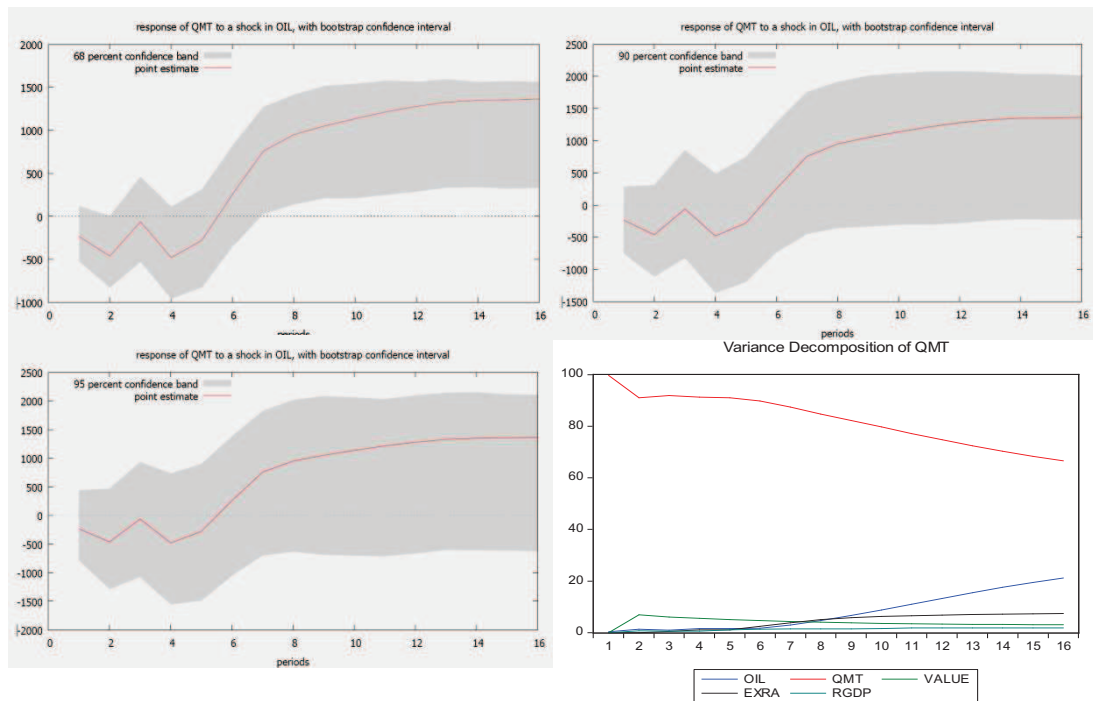 response of QMT to a shock in OIL, with bootstrap confidence interval
2000
68 percent confidence band
point estimate
1500
1000
500
0
-500
-1000
0 2 4 6 8 10 12 14 16
periods
response of QMT to a shock in OIL, with bootstrap confidence interval
2500
90 percent confidence band
point estimate
2000
1500
1000
500
0
-500
-1000
-1500
0 2 4 6 8 10 12 14 16
periods
response of QMT to a shock in OIL, with bootstrap confidence interval
2500
95 percent confidence band
point estimate
2000
1500
1000
500
0
-500
-1000
-1500
-2000
0 2 4 6 8 10 12 14 16
periods
Variance Decomposition of QMT
100
80
60
40
20
0
1 2 3 4 5 6 7 8 9 10 11 12 13 14 15 16
OIL QMT VALUE
EXRA RGDP